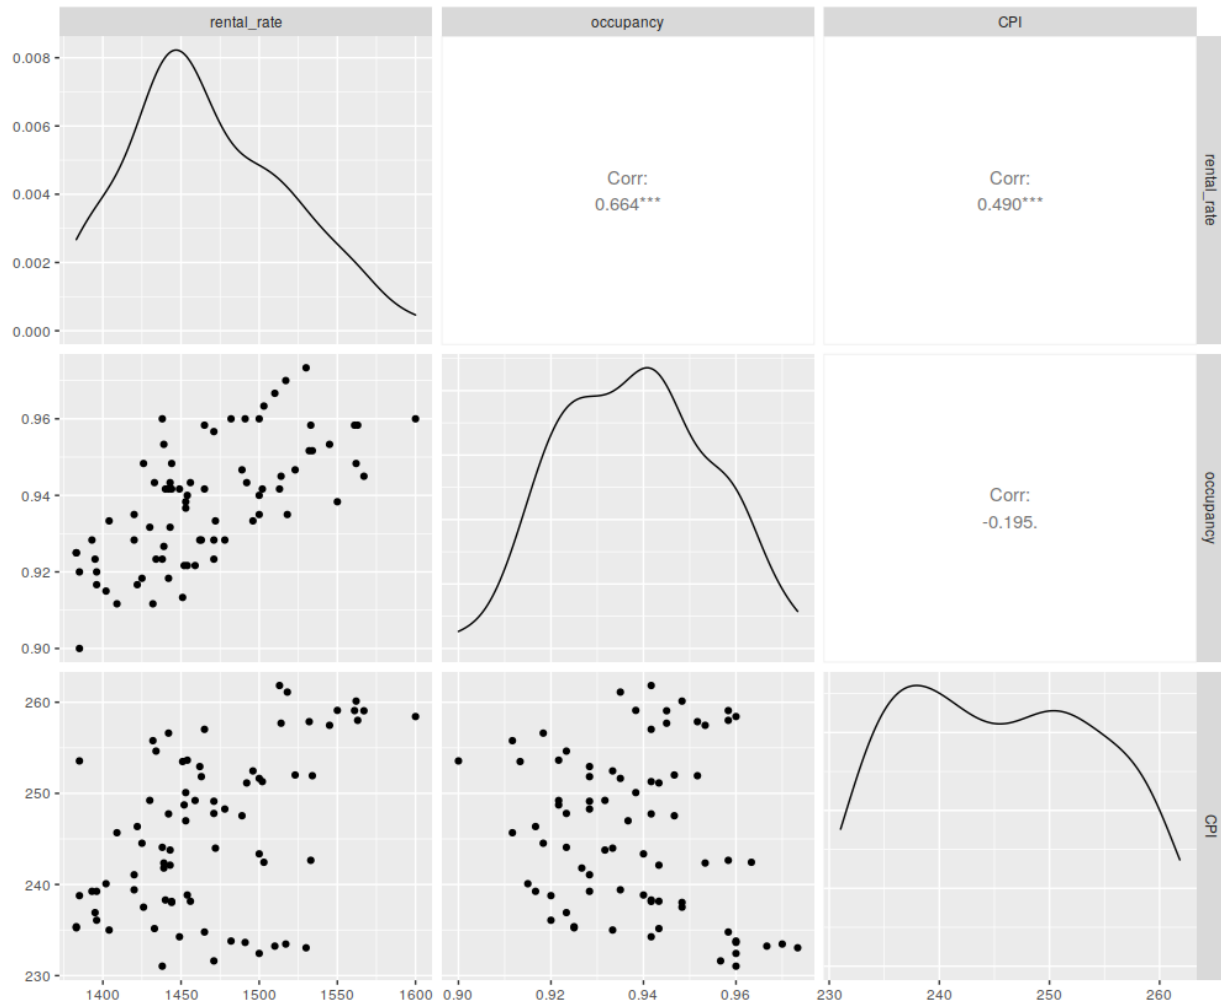 rental_rate
occupancy
CPI
0.008
0.006
0.004
0.002
0.000
Corr:
0.664***
Corr:
0.490***
rental_rate
0.96
0.94
0.92
0.90
Corr:
-0.195.
occupancy
260
250
240
230
CPI
1400 1450 1500 1550 1600
0.90 0.92 0.94 0.96
230 240 250 260